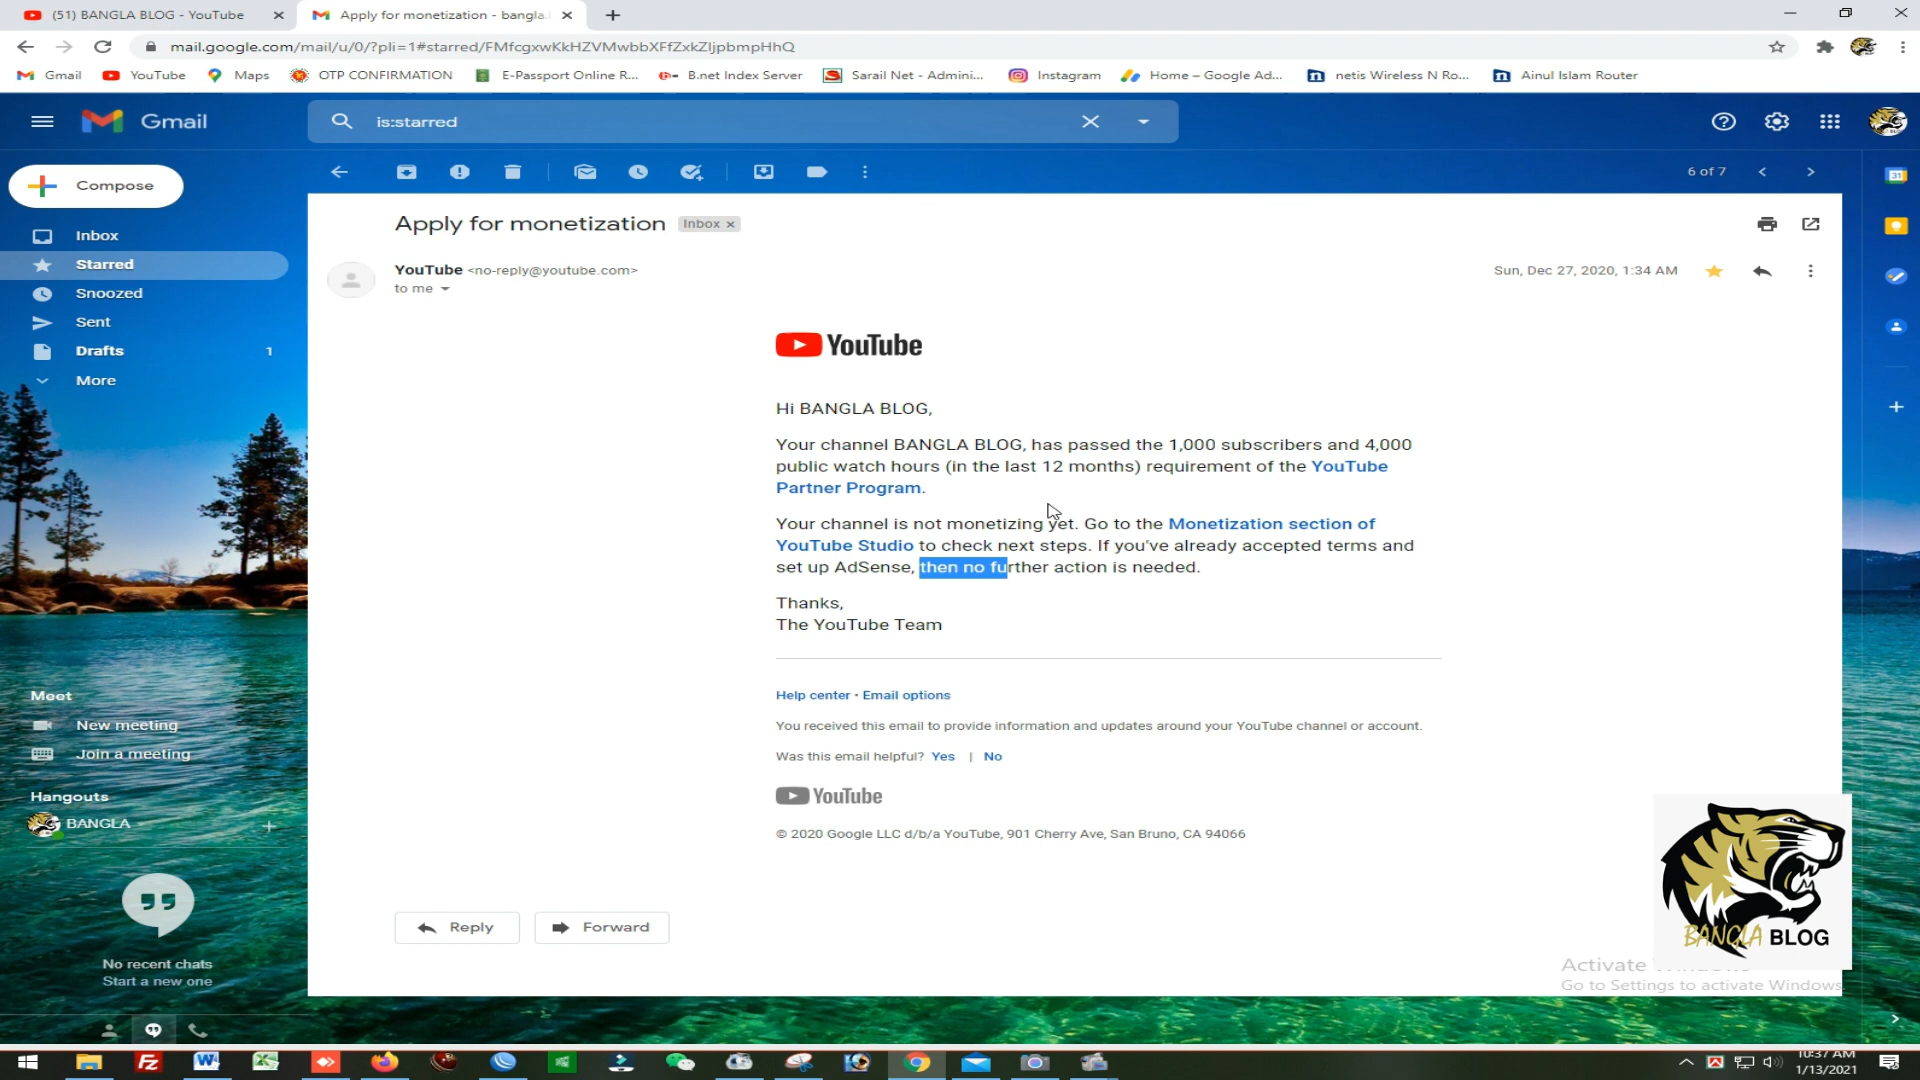 (51) BANGLA BLOG - YouTube
Apply for monetization - bangla.
mail.google.com/mail/u/0/?pli=1#starred/FMfcgxwKkHZVMwbbXFfZxkZljpbmpHhQ
Gmail YouTube Maps OTP CONFIRMATION E-Passport Online R... B.net Index Server Sarail Net - Admini... Instagram Home – Google Ad... netis Wireless N Ro... Ainul Islam Router
Gmail
is:starred
Compose
6 of 7
Inbox
Starred
Snoozed
Sent
Drafts 1
More
Apply for monetization Inbox x
YouTube <no-reply@youtube.com>
to me
Sun, Dec 27, 2020, 1:34 AM
YouTube
Hi BANGLA BLOG,
Your channel BANGLA BLOG, has passed the 1,000 subscribers and 4,000
public watch hours (in the last 12 months) requirement of the YouTube
Partner Program.
Your channel is not monetizing yet. Go to the Monetization section of
YouTube Studio to check next steps. If you've already accepted terms and
set up AdSense, then no further action is needed.
Thanks,
The YouTube Team
Help center • Email options
You received this email to provide information and updates around your YouTube channel or account.
Was this email helpful? Yes | No
YouTube
© 2020 Google LLC d/b/a YouTube, 901 Cherry Ave, San Bruno, CA 94066
Reply
Forward
Meet
New meeting
Join a meeting
Hangouts
BANGLA
No recent chats
Start a new one
BANGLA BLOG
Activate
Go to Settings to activate Windows
10:37 AM
1/13/2021